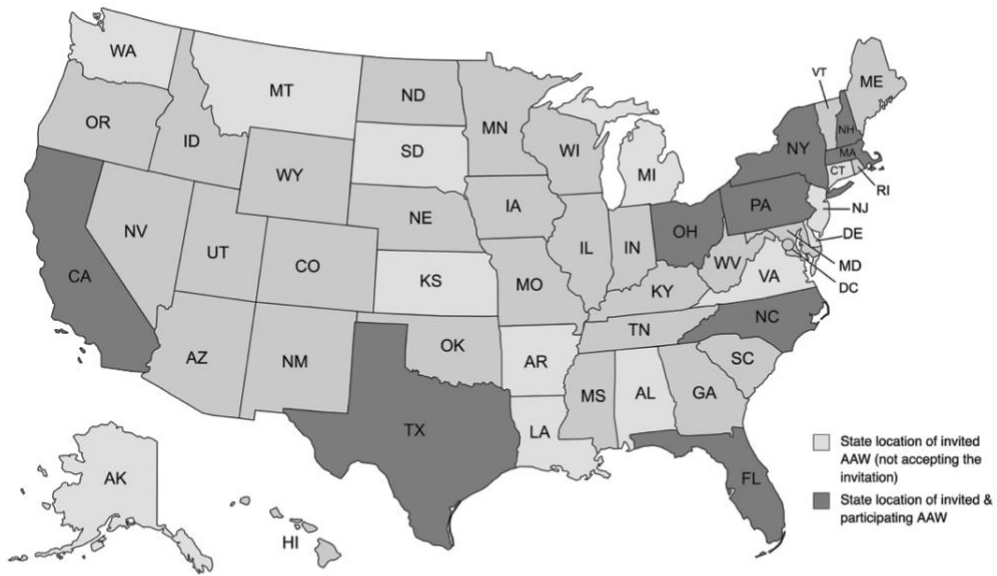 WA
MT
ND
MN
VT
ME
OR
ID
SD
WI
MI
NY
NH
MA
CT
RI
WY
NE
IA
PA
NJ
NV
UT
CO
KS
MO
IL
IN
OH
WV
VA
DE
MD
DC
CA
KY
NC
AZ
NM
OK
AR
TN
SC
MS
AL
GA
TX
LA
FL
AK
HI
State location of invited
AAW (not accepting the
invitation)
State location of invited &
participating AAW